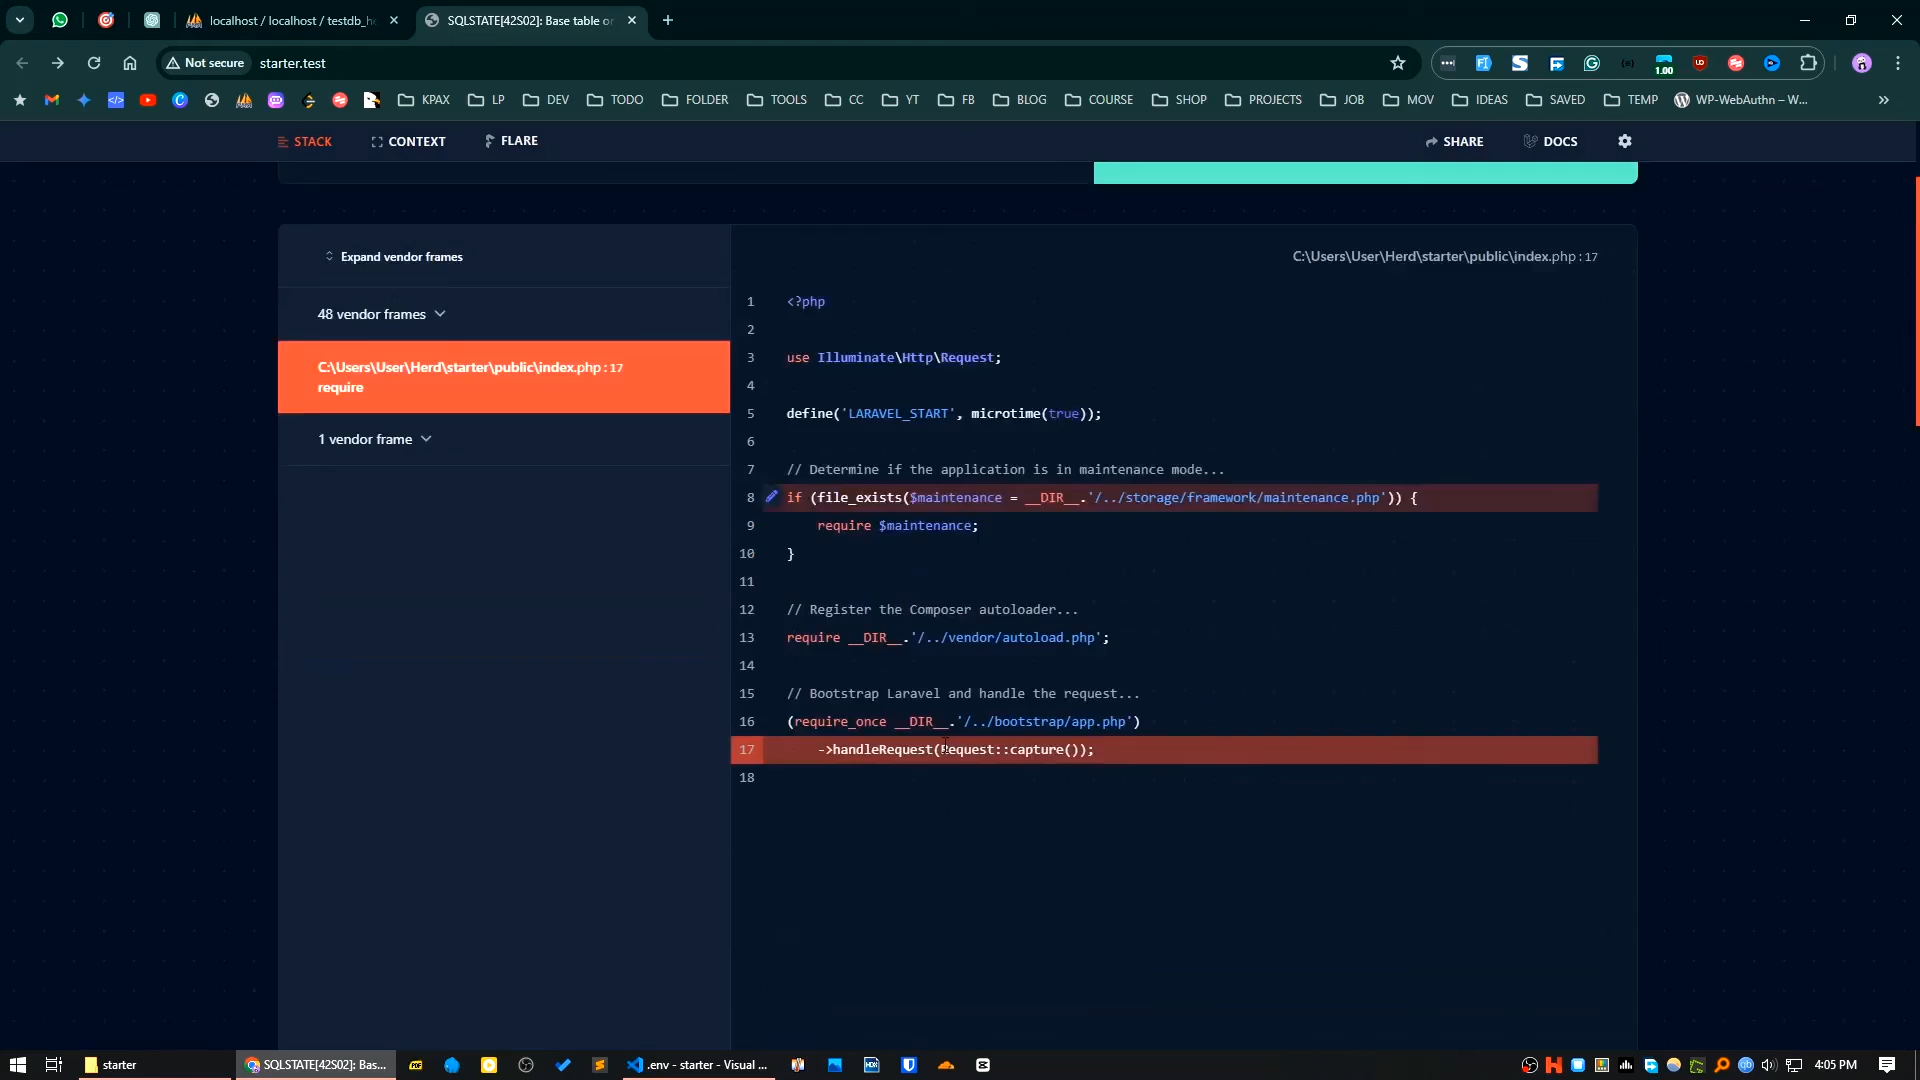 localhost / localhost / testdb_h
SQLSTATE[42S02]: Base table o
Not secure
starter.test
1.00
KPAX
LP
DEV
TODO
FOLDER
TOOLS
CC
YT
FB
BLOG
COURSE
SHOP
PROJECTS
JOB
MOV
IDEAS
SAVED
TEMP
WP-WebAuthn – W...
STACK
CONTEXT
FLARE
SHARE
DOCS
Expand vendor frames
C:\Users\User\Herd\starter\public\index.php : 17
48 vendor frames
C:\Users\User\Herd\starter\public\index.php : 17
require
1 vendor frame
1 <?php
2
3 use Illuminate\Http\Request;
4
5 define('LARAVEL_START', microtime(true));
6
7 // Determine if the application is in maintenance mode...
8 if (file_exists($maintenance = __DIR__.'/../storage/framework/maintenance.php')) {
9 require $maintenance;
10 }
11
12 // Register the Composer autoloader...
13 require __DIR__.'/../vendor/autoload.php';
14
15 // Bootstrap Laravel and handle the request...
16 (require_once __DIR__.'/../bootstrap/app.php')
17 ->handleRequest(Request::capture());
18
starter
SQLSTATE[42S02]: Bas...
.env - starter - Visual ...
4:05 PM